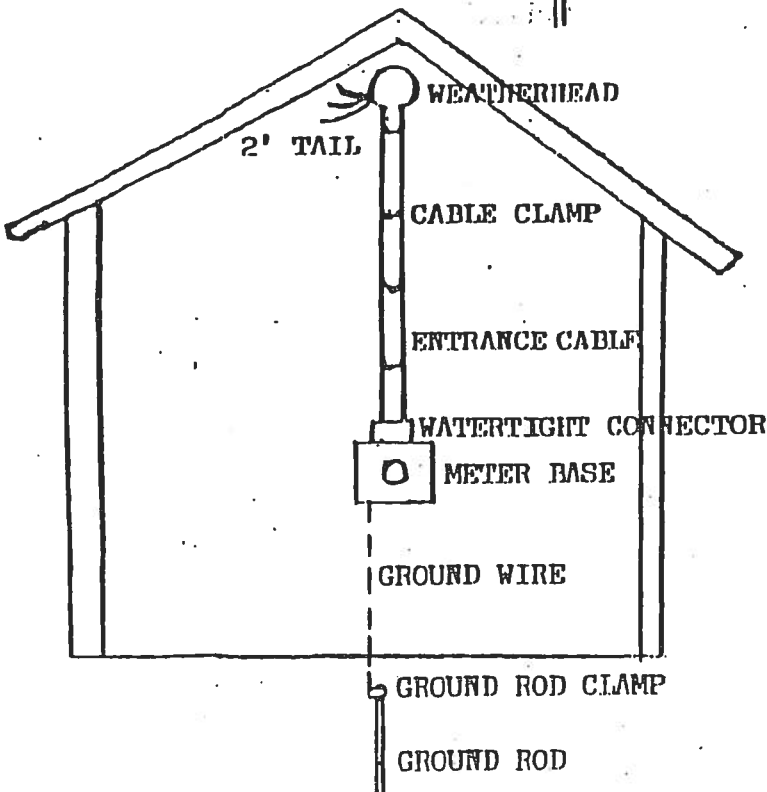 WEATHERHEAD
2' TAIL
CABLE CLAMP
ENTRANCE CABLE
WATERTIGHT CONNECTOR
METER BASE
GROUND WIRE
GROUND ROD CLAMP
GROUND ROD